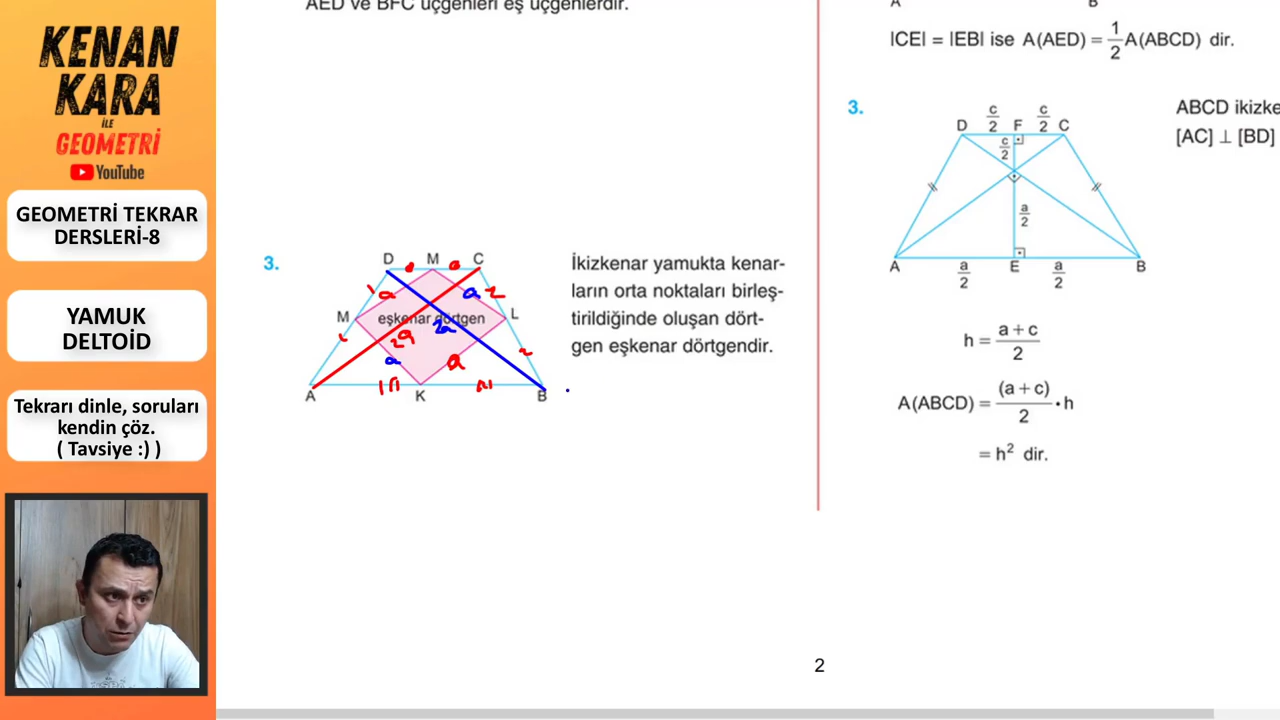 KENAN
KARA
İLE
GEOMETRİ
YouTube
GEOMETRİ TEKRAR
DERSLERİ-8
YAMUK
DELTOİD
Tekrarı dinle, soruları
kendin çöz.
( Tavsiye :) )
AED ve BFC üçgenleri eş üçgenlerdir.
3.
D M C
a a 2
M eşkenar dörtgen L
2a
2a
a a
A K B
İkizkenar yamukta kenar-
ların orta noktaları birleş-
tirildiğinde oluşan dört-
gen eşkenar dörtgendir.
A B
|CE| = |EB| ise A(AED) = 1/2 A(ABCD) dir.
3.
D c/2 F c/2 C
c/2
a/2
A a/2 E a/2 B
ABCD ikizke
[AC] ⊥ [BD]
h = a+c/2
A(ABCD) = (a+c)/2 • h
= h² dir.
2